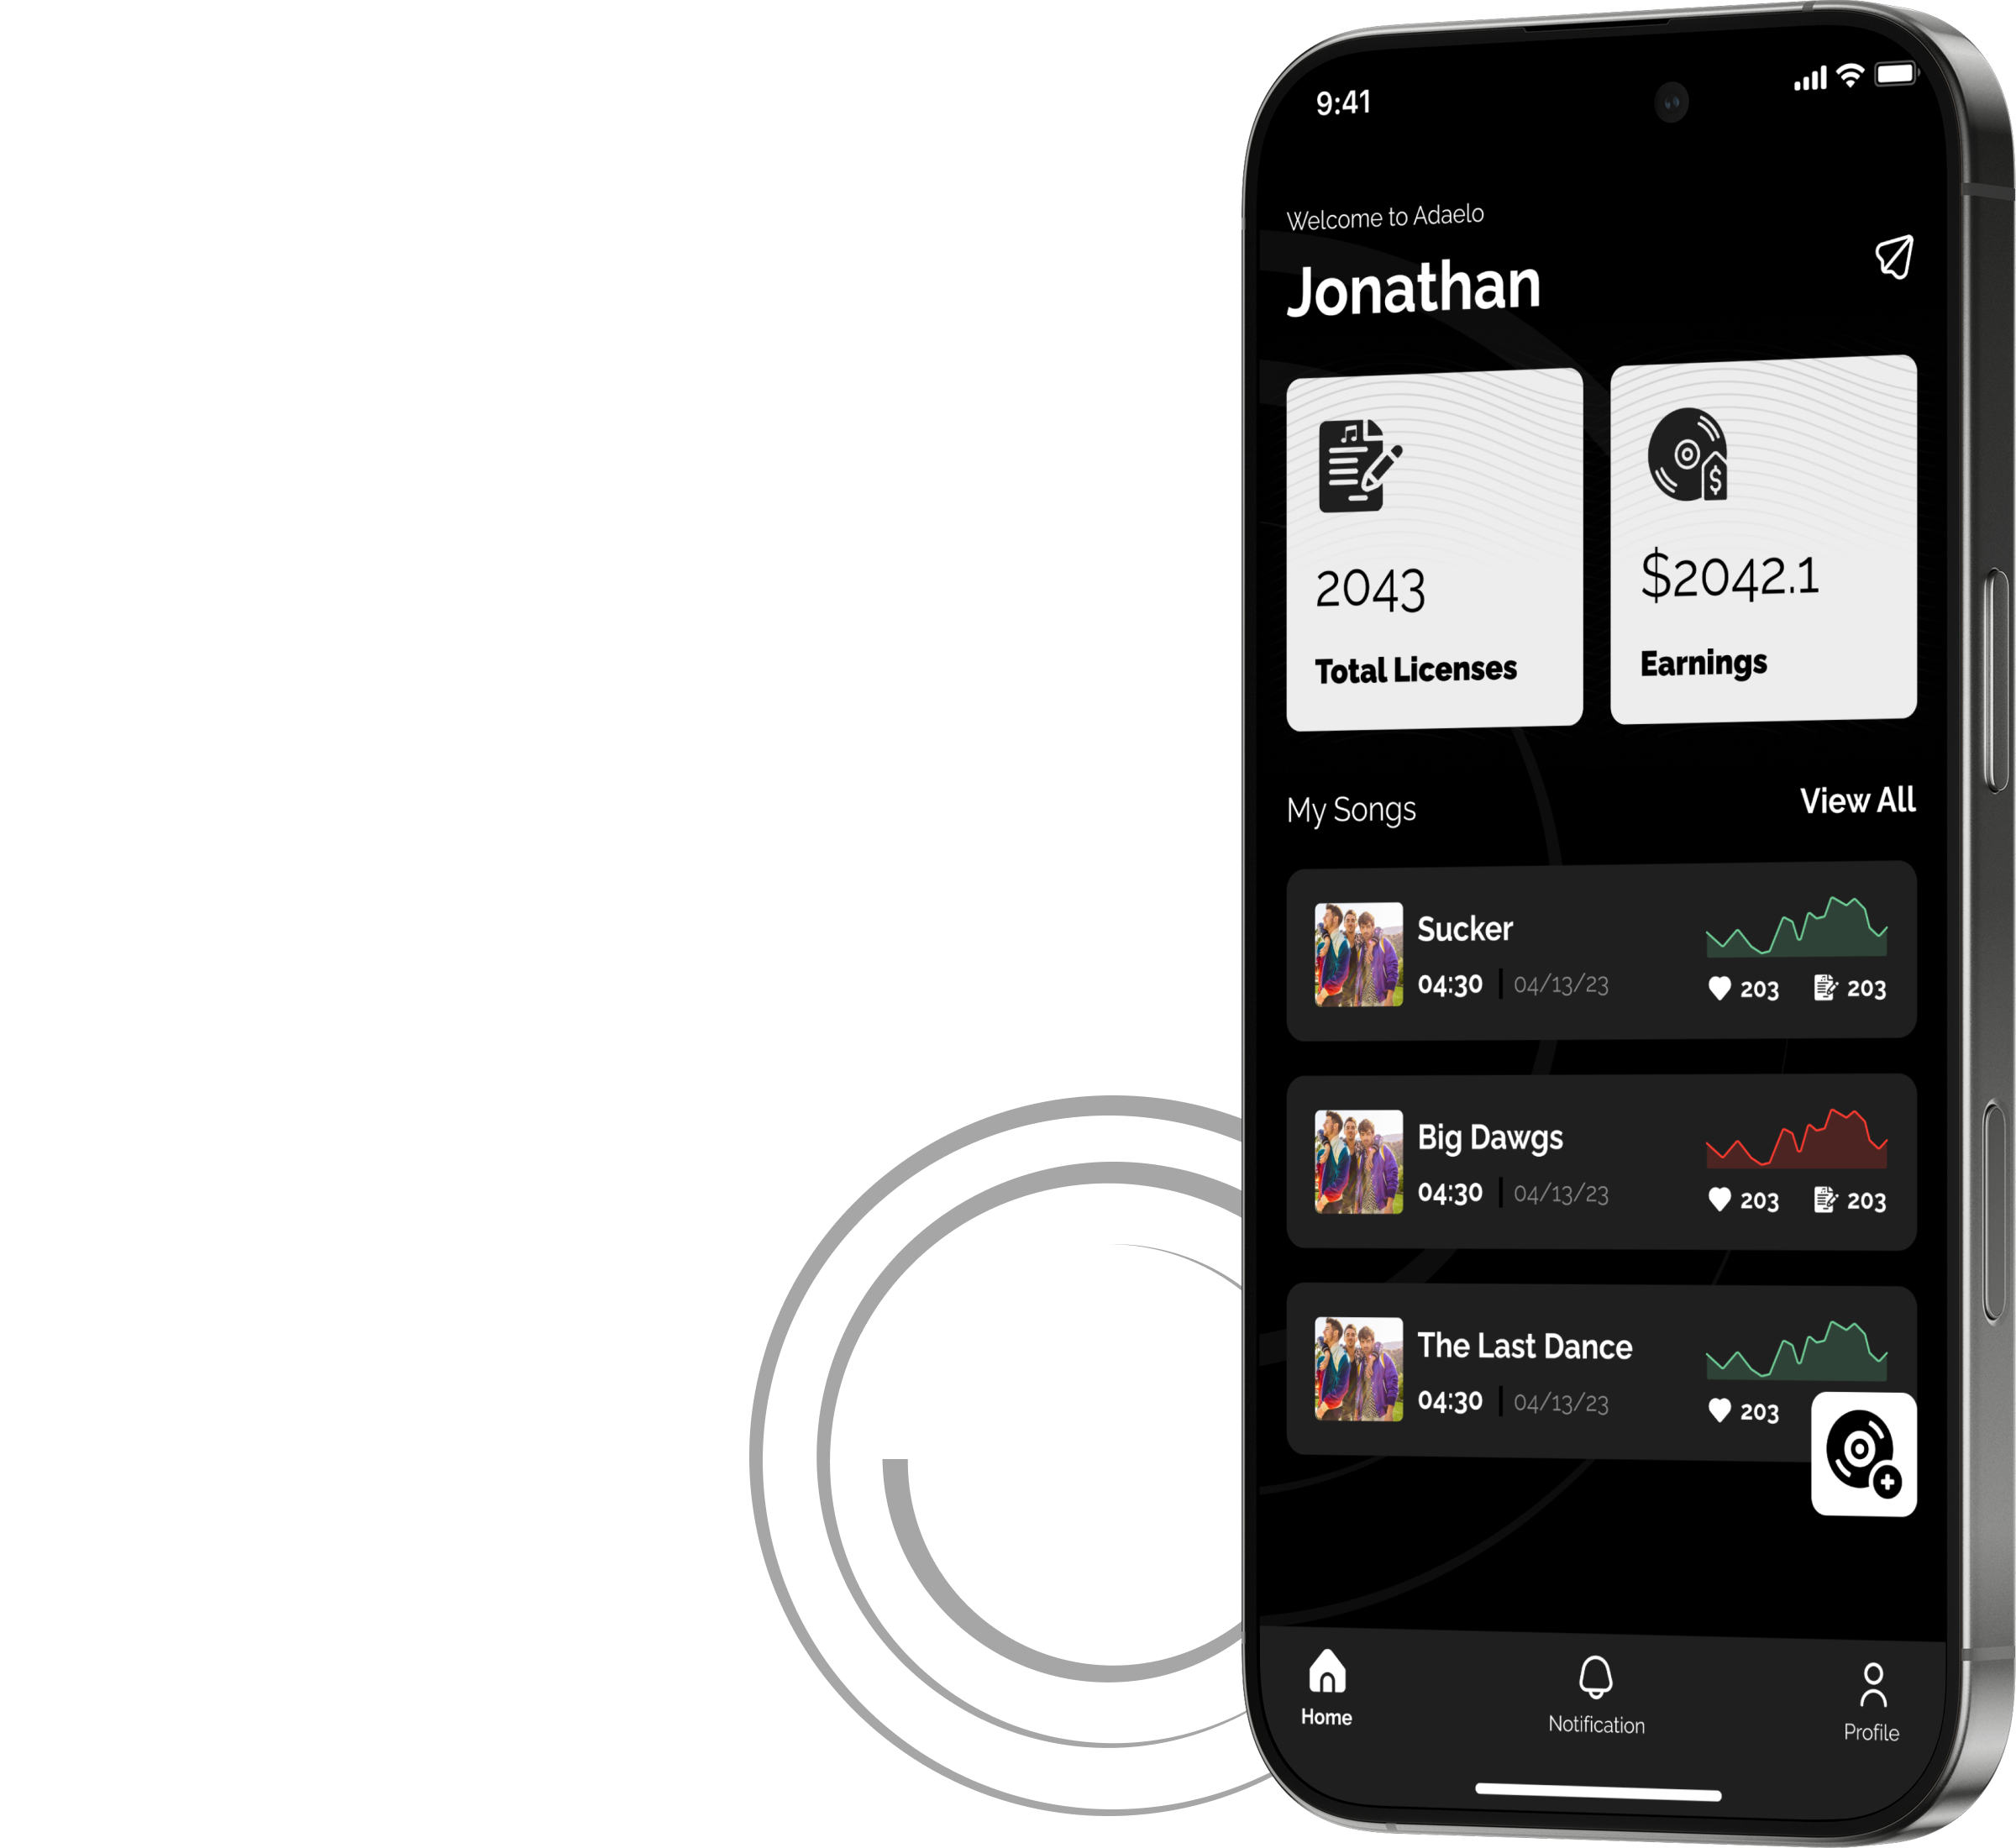 9:41
Welcome to Adaelo
Jonathan
2043
Total Licenses
$2042.1
Earnings
My Songs
View All
Sucker
04:30 | 04/13/23
203 203
Big Dawgs
04:30 | 04/13/23
203 203
The Last Dance
04:30 | 04/13/23
203
Home
Notification
Profile